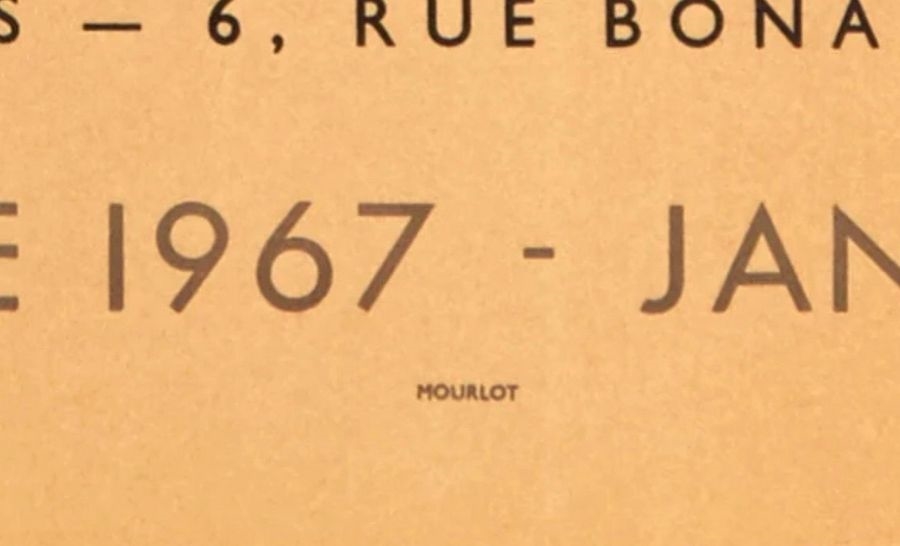 S — 6, RUE BONA
E 1967 - JAN
MOURLOT